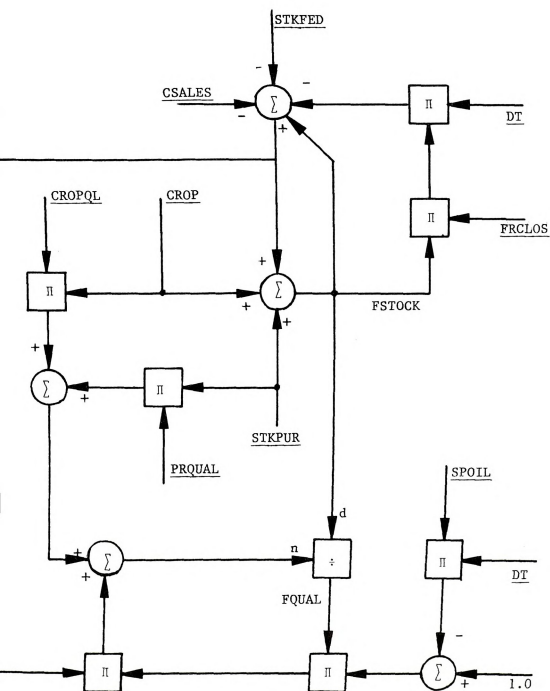 STKFED
-
-
CSALES
Σ
-
+
Π
DT
CROPQL
CROP
Π
FRCLOS
+
Π
+
Σ
+
FSTOCK
+
Σ
+
Π
STKPUR
PRQUAL
SPOIL
d
+
Σ
+
n
÷
Π
DT
FQUAL
-
Π
Π
Σ
+
1.0